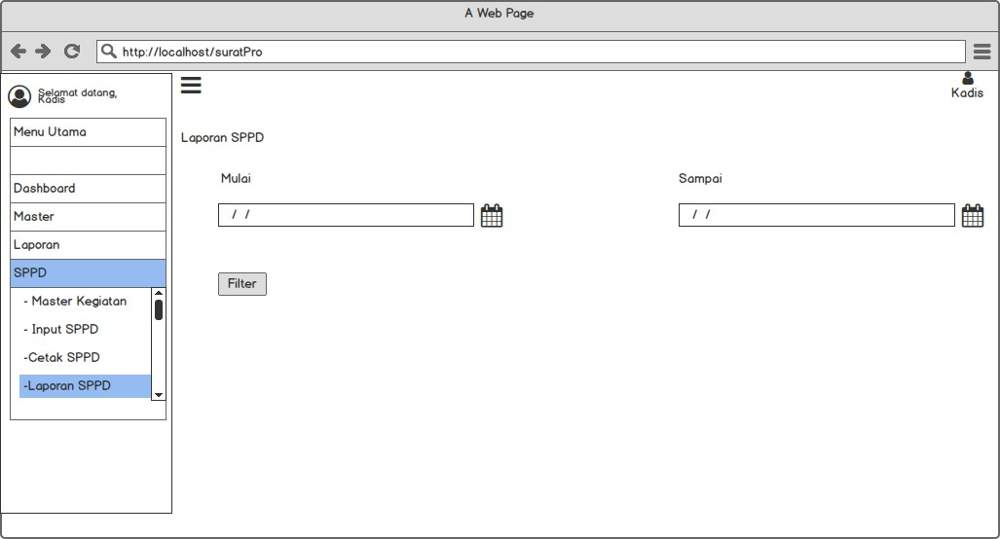 A Web Page
http://localhost/suratPro
Selamat datang,
Kadis
Kadis
Menu Utama
Dashboard
Master
Laporan
SPPD
- Master Kegiatan
- Input SPPD
-Cetak SPPD
-Laporan SPPD
Laporan SPPD
Mulai
Sampai
/ /
/ /
Filter